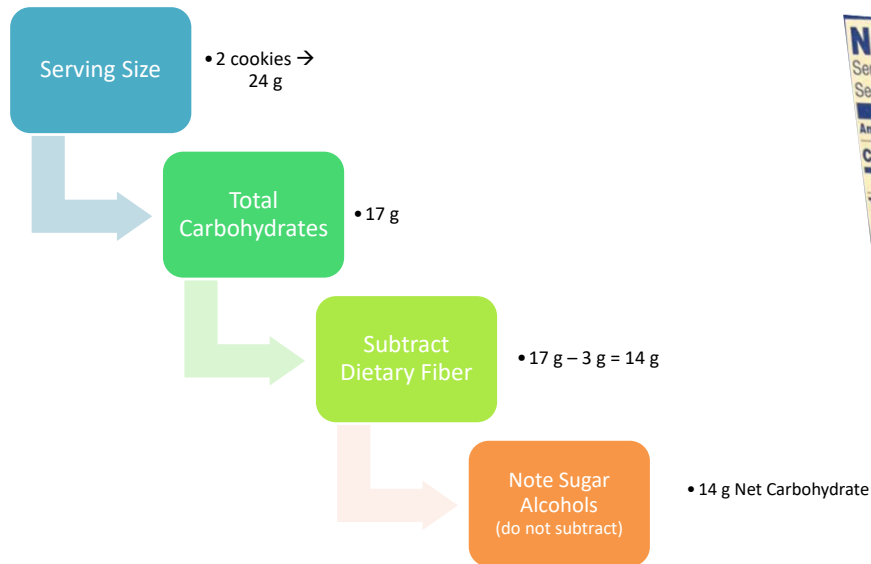 Serving Size
• 2 cookies →
24 g
Total
Carbohydrates
• 17 g
Subtract
Dietary Fiber
• 17 g – 3 g = 14 g
Note Sugar
Alcohols
(do not subtract)
• 14 g Net Carbohydrate